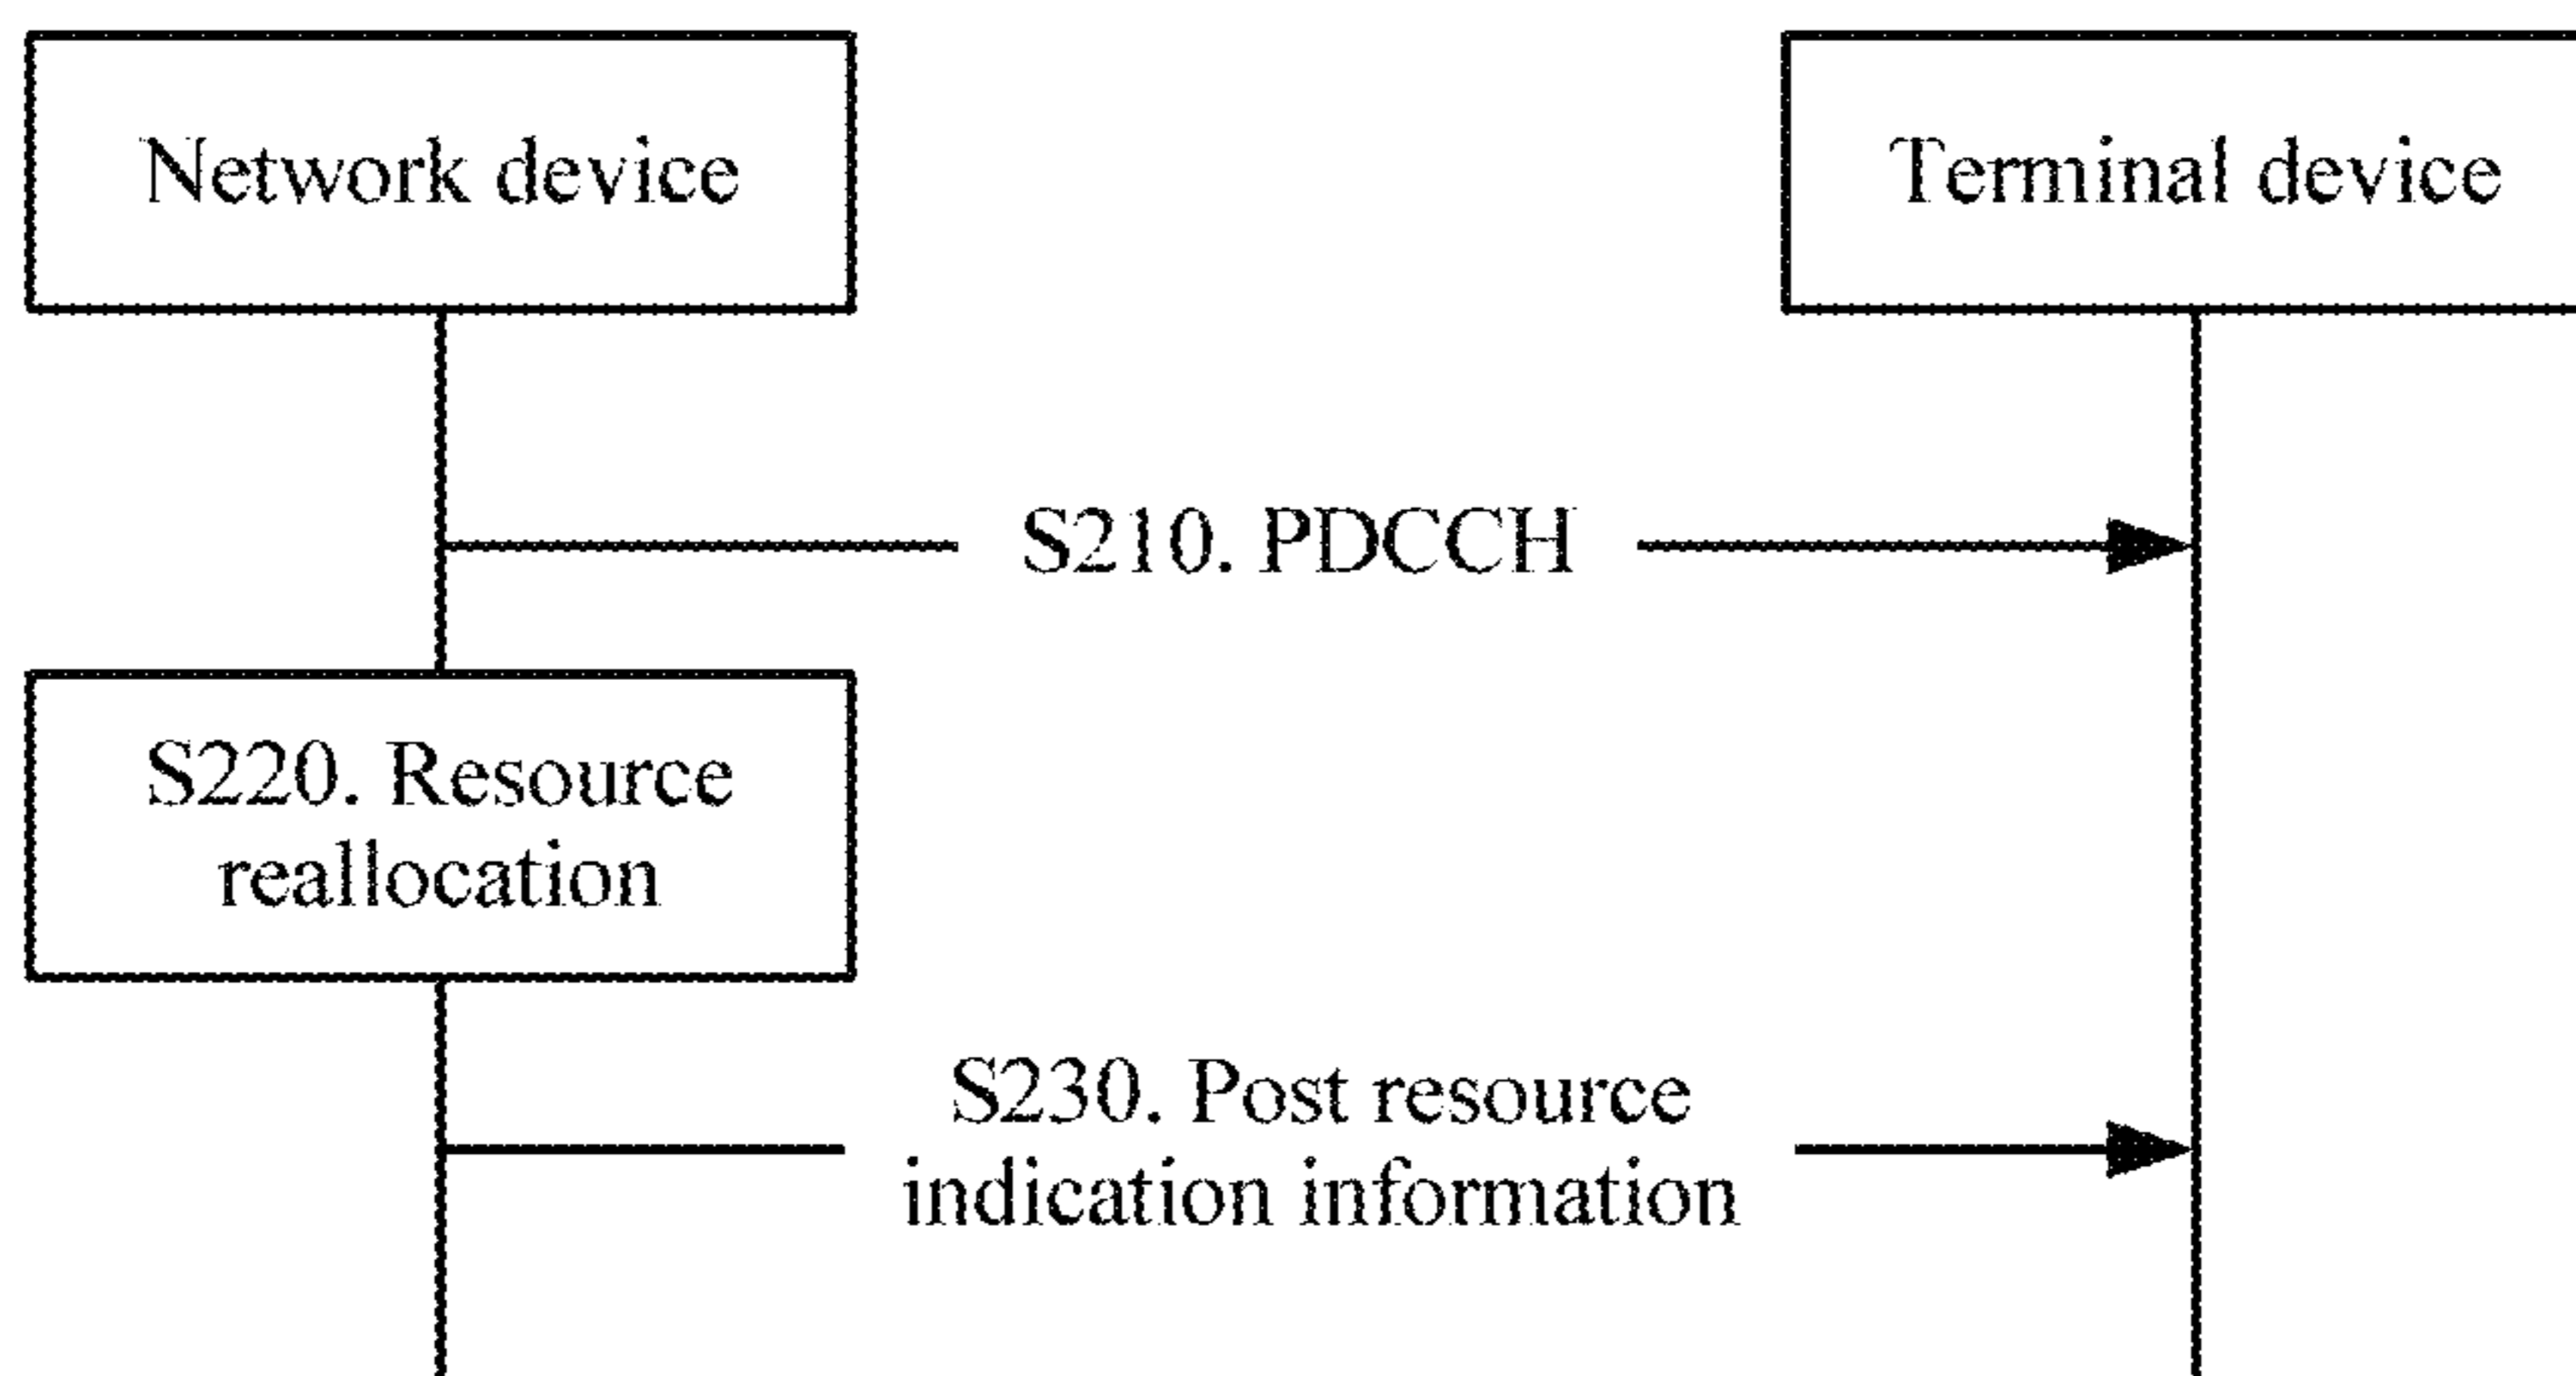 Network device
Terminal device
S210. PDCCH
S220. Resource
reallocation
S230. Post resource
indication information